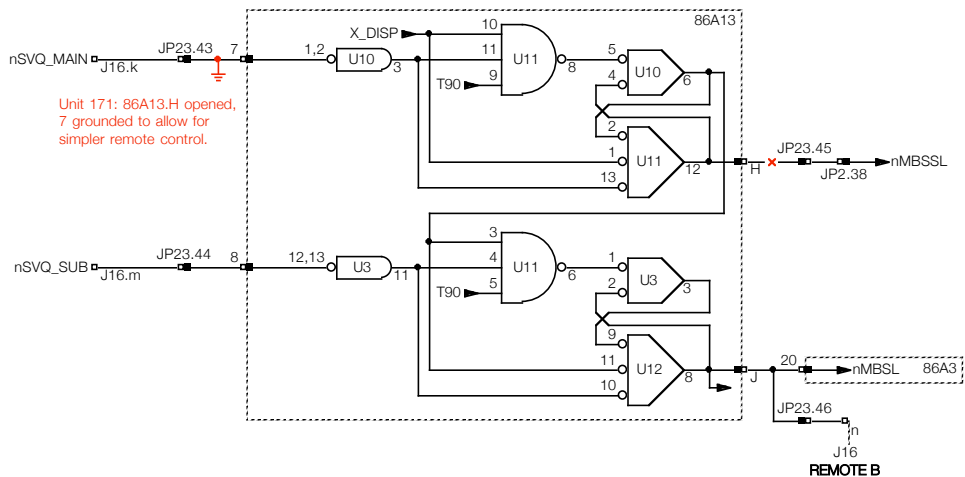 86A13
X_DISP
10
JP23.43
7
1,2
U10
3
11
U11
8
5
U10
6
nSVQ_MAIN
J16.k
T90
9
4
Unit 171: 86A13.H opened,
7 grounded to allow for
simpler remote control.
2
1
U11
12
13
H
JP23.45
JP2.38
nMBSSL
nSVQ_SUB
J16.m
JP23.44
8
12,13
U3
11
3
4
U11
6
T90
5
1
U3
3
2
9
11
U12
8
10
J
20
nMBSL
86A3
JP23.46
n
J16
REMOTE B